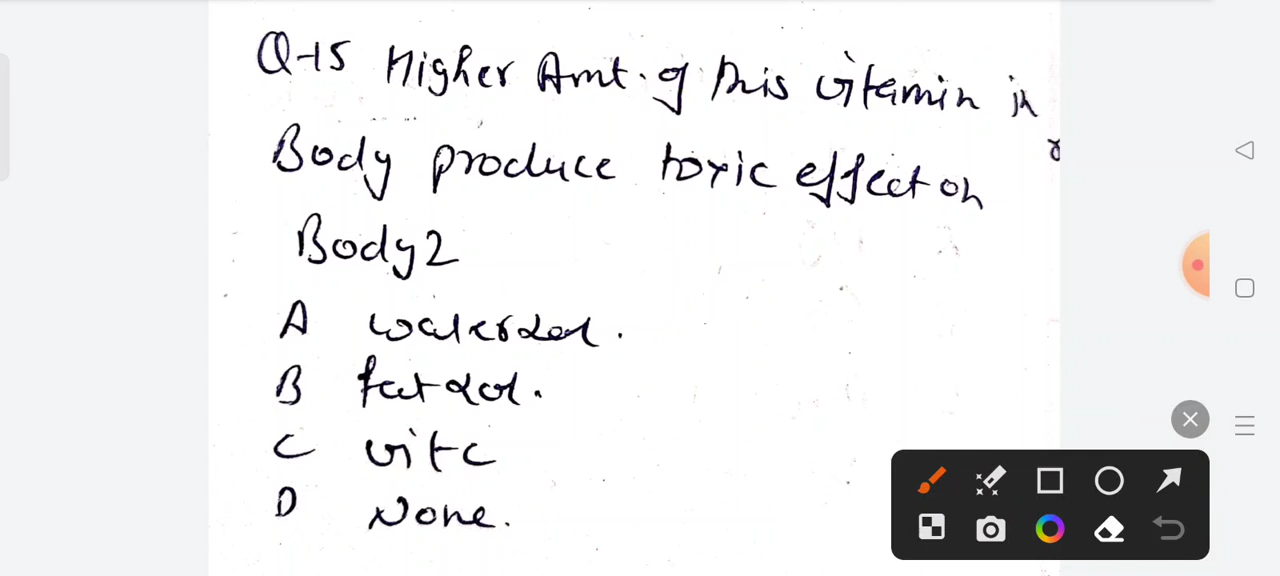 Q-15 Higher Amt. of this vitamin in
Body produce toxic effect on
Body?
A watersol.
B fatsol.
C vitc
D None.